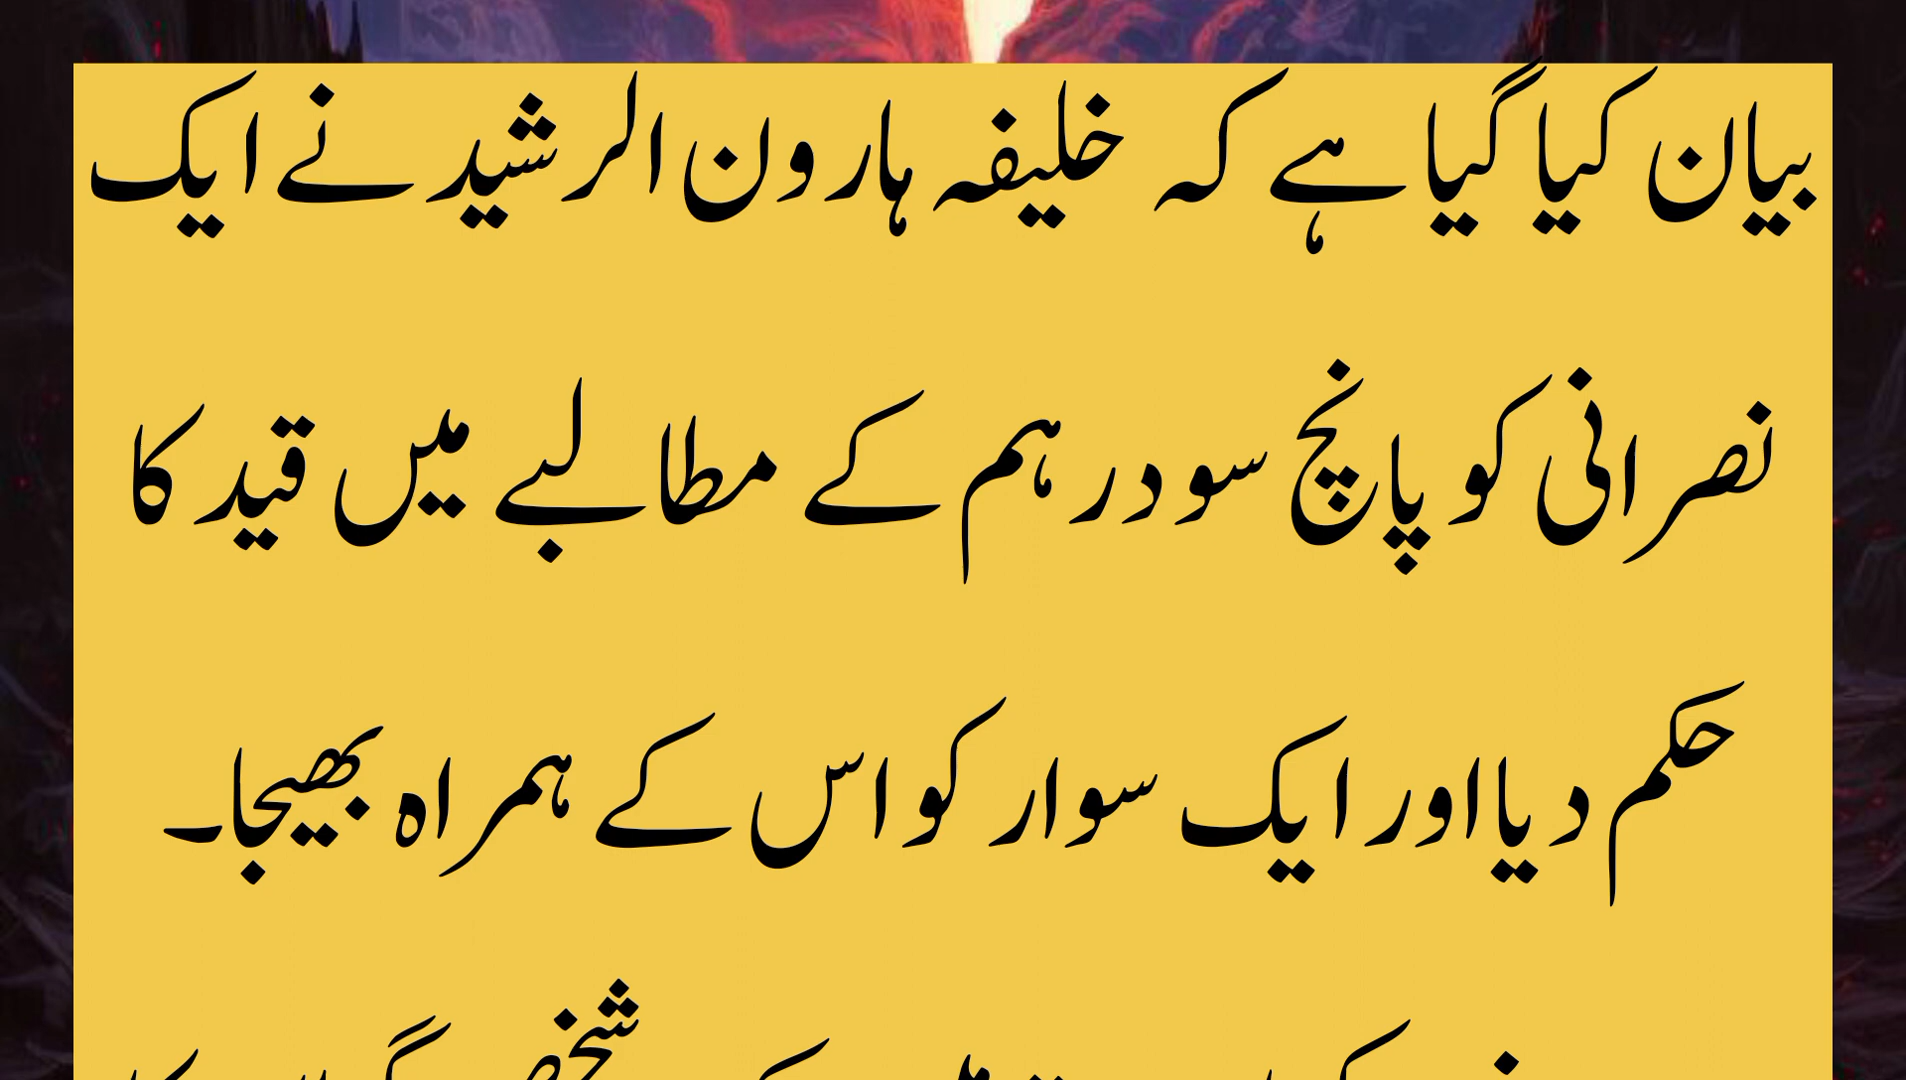 بیان کیا گیا ہے کہ خلیفہ ہارون الرشید نے ایک
نصرانی کو پانچ سو درہم کے مطالبے میں قید کا
حکم دیا اور ایک سوار کو اس کے ہمراہ بھیجا۔
شخص